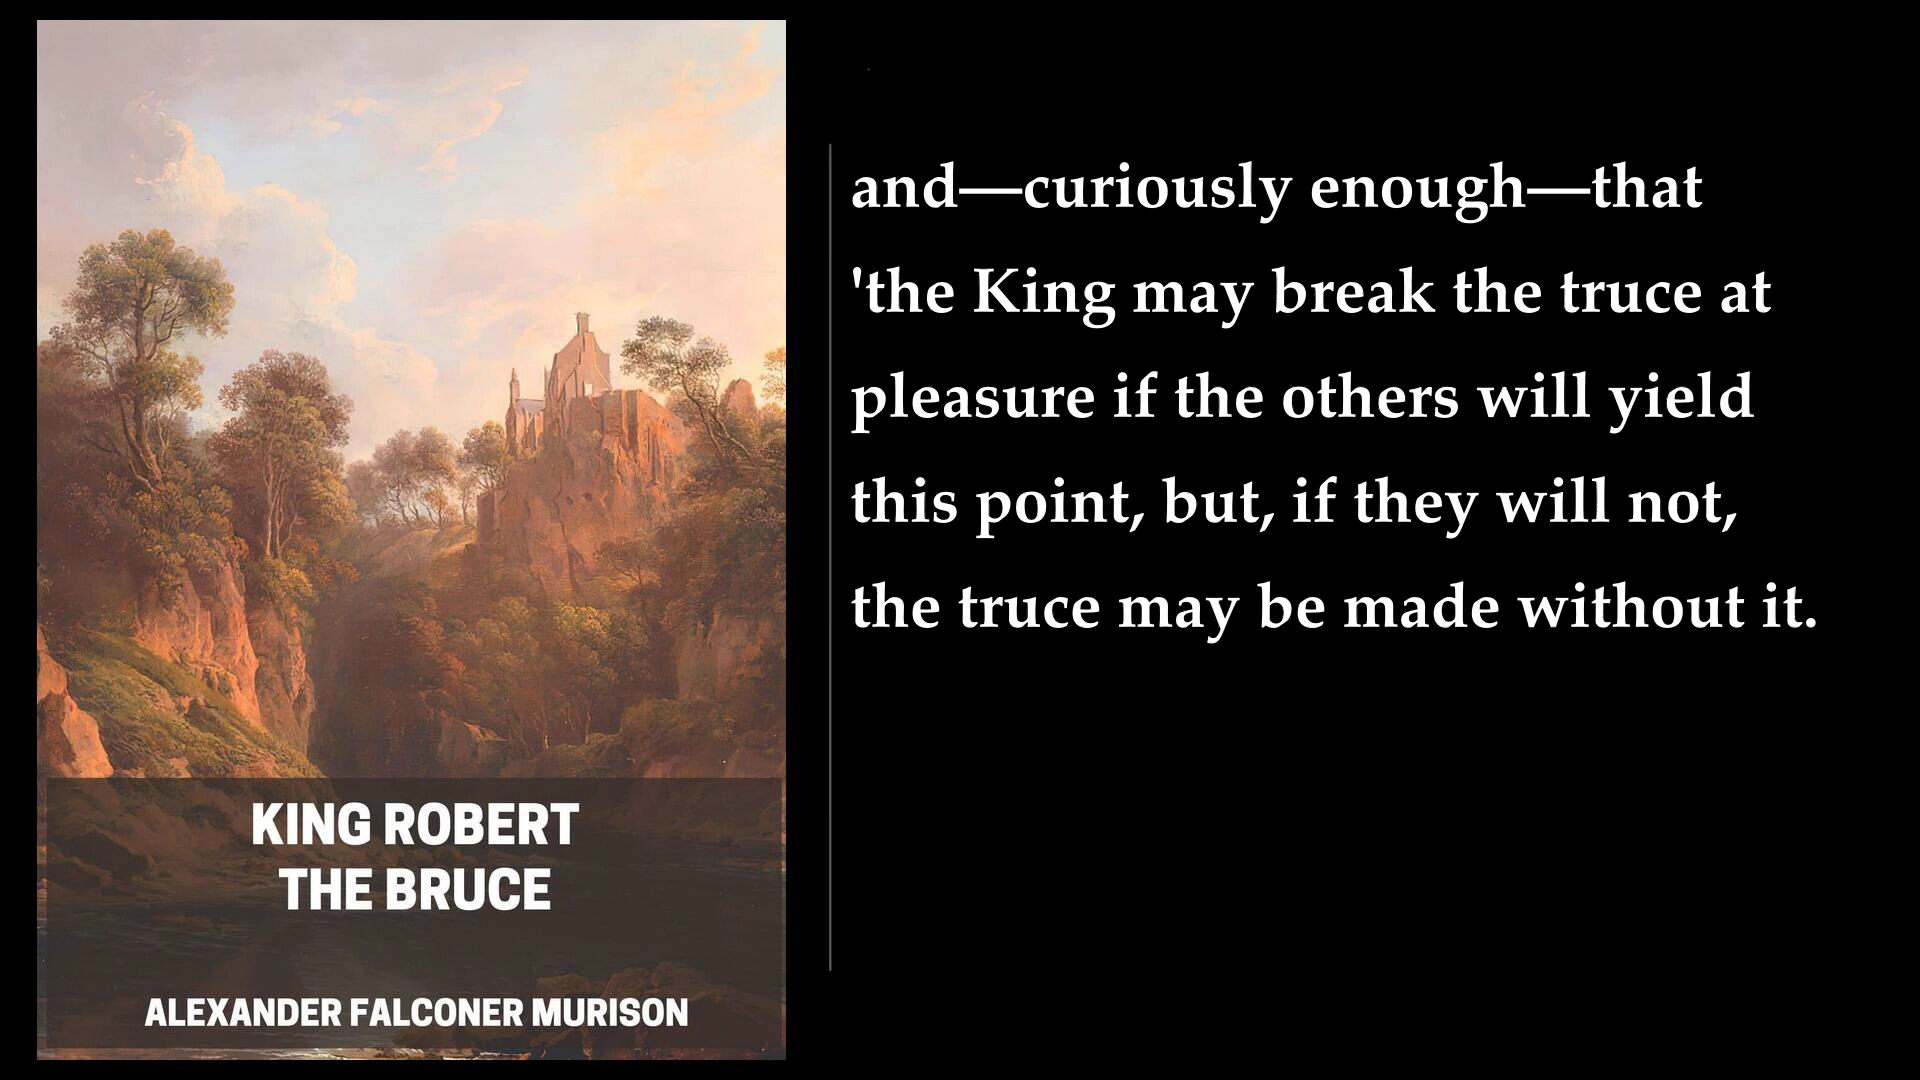 KING ROBERT
THE BRUCE
ALEXANDER FALCONER MURISON
and—curiously enough—that
'the King may break the truce at
pleasure if the others will yield
this point, but, if they will not,
the truce may be made without it.